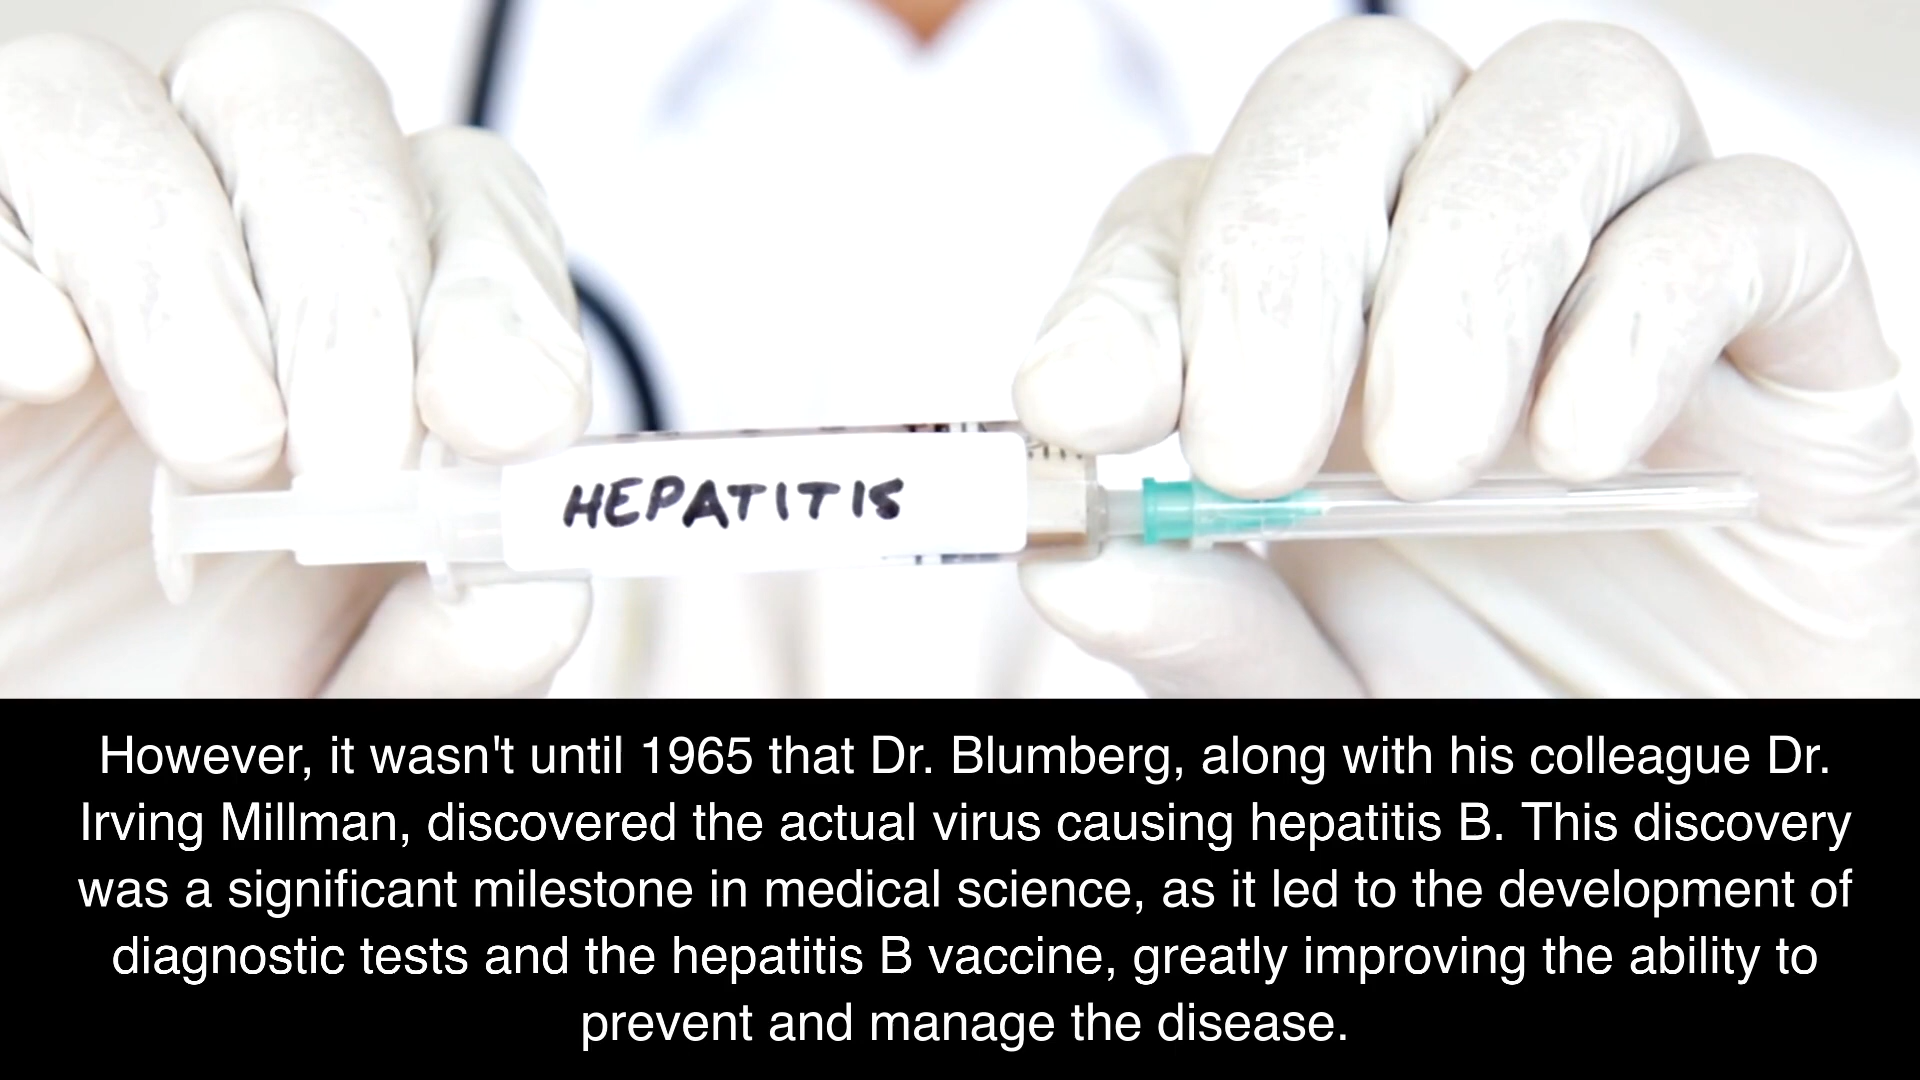 HEPATITIS
However, it wasn't until 1965 that Dr. Blumberg, along with his colleague Dr.
Irving Millman, discovered the actual virus causing hepatitis B. This discovery
was a significant milestone in medical science, as it led to the development of
diagnostic tests and the hepatitis B vaccine, greatly improving the ability to
prevent and manage the disease.